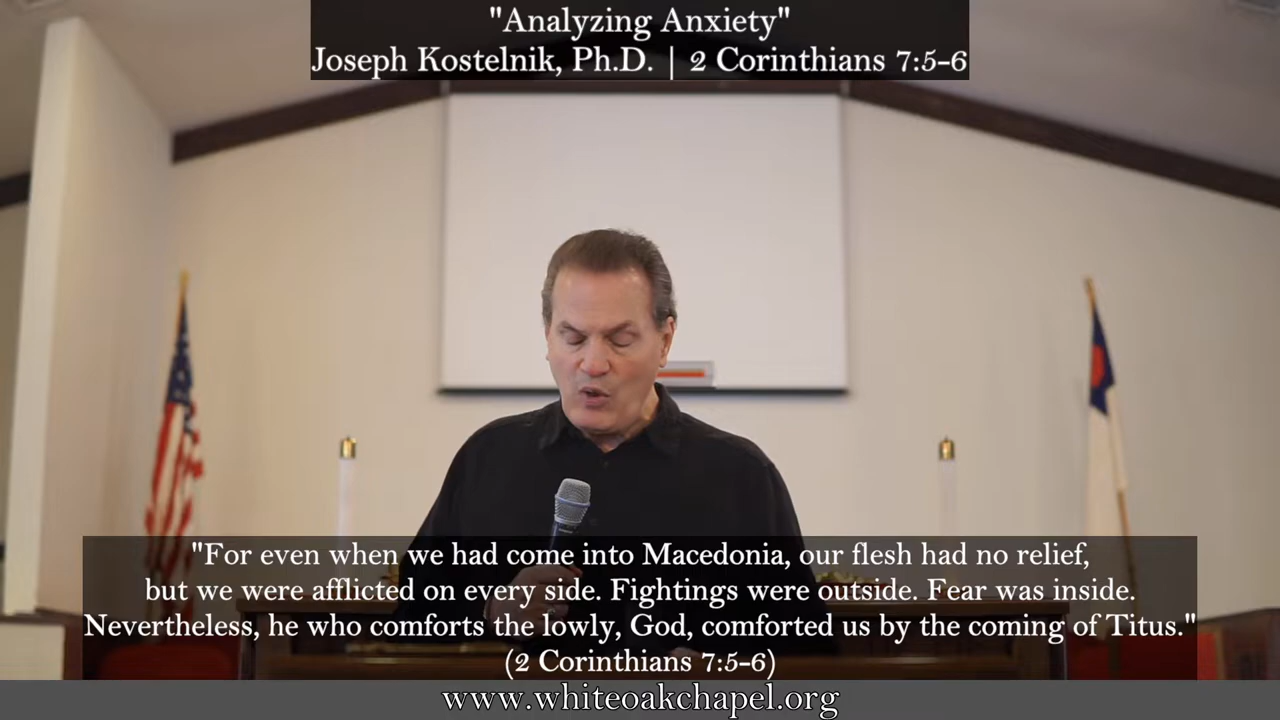 "Analyzing Anxiety"
Joseph Kostelnik, Ph.D. | 2 Corinthians 7:5-6
"For even when we had come into Macedonia, our flesh had no relief,
but we were afflicted on every side. Fightings were outside. Fear was inside.
Nevertheless, he who comforts the lowly, God, comforted us by the coming of Titus."
(2 Corinthians 7:5-6)
www.whiteoakchapel.org